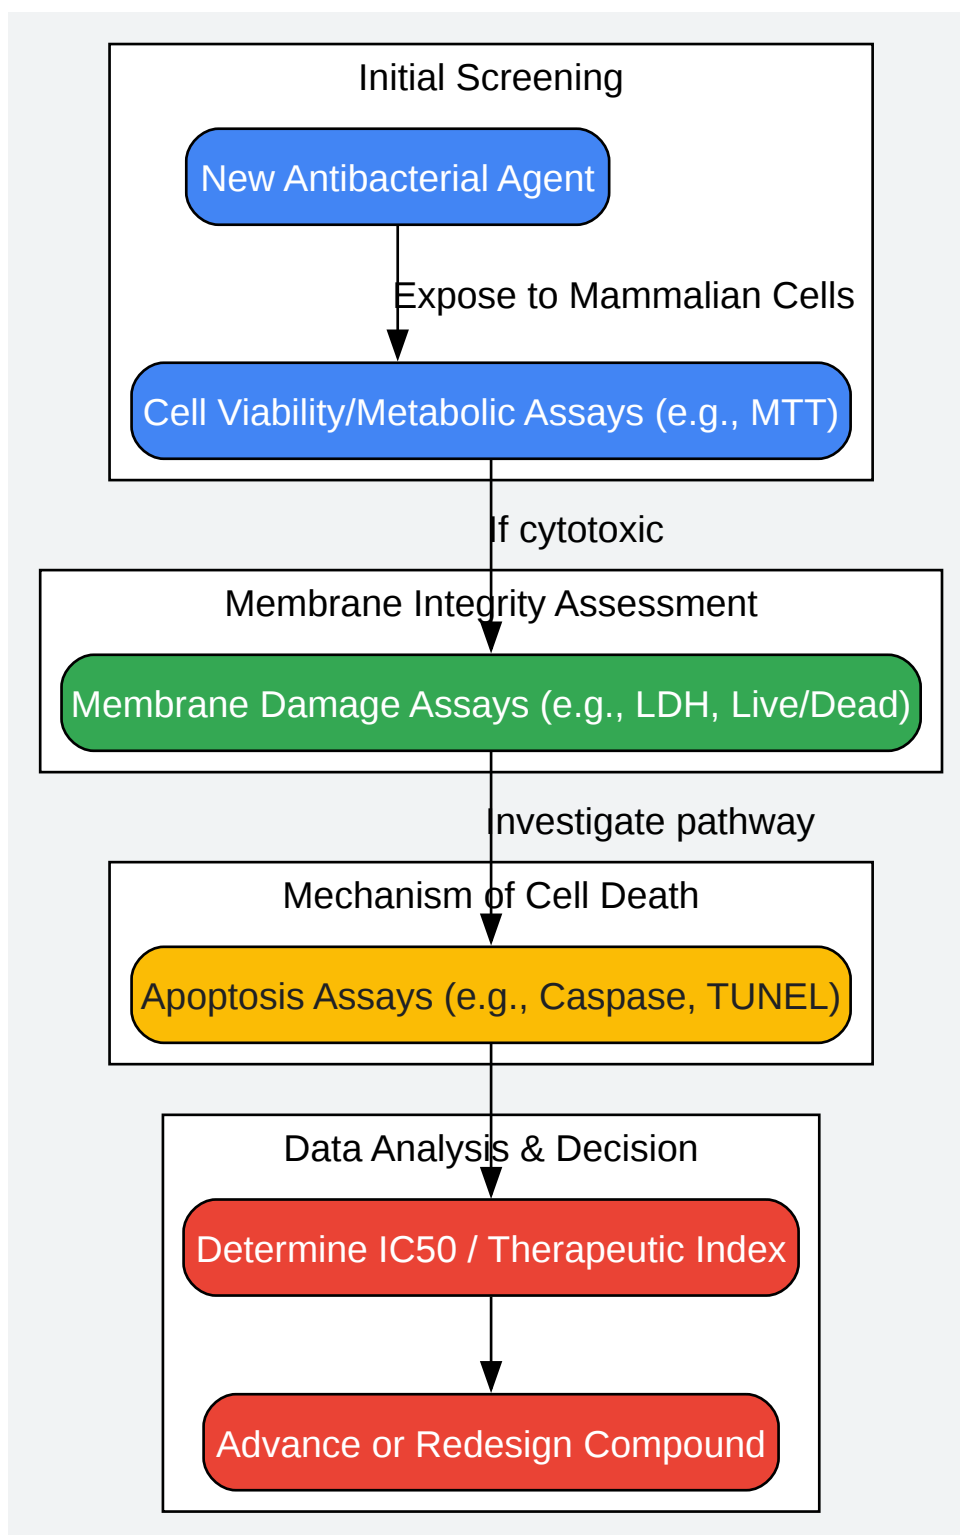 Initial Screening
New Antibacterial Agent
Expose to Mammalian Cells
Cell Viability/Metabolic Assays (e.g., MTT)
If cytotoxic
Membrane Integrity Assessment
Membrane Damage Assays (e.g., LDH, Live/Dead)
Investigate pathway
Mechanism of Cell Death
Apoptosis Assays (e.g., Caspase, TUNEL)
Data Analysis & Decision
Determine IC50 / Therapeutic Index
Advance or Redesign Compound